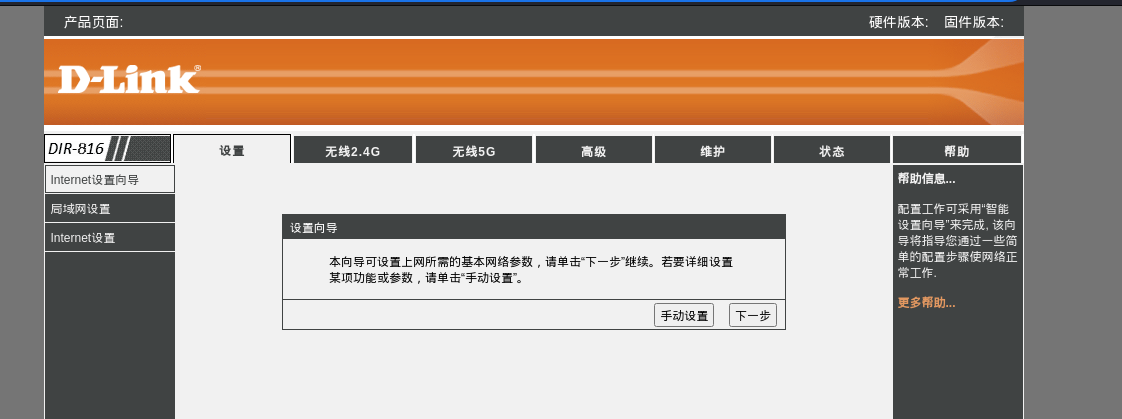 产品页面:
硬件版本: 固件版本:
D-Link®
DIR-816
设置
无线2.4G
无线5G
高级
维护
状态
帮助
Internet设置向导
局域网设置
Internet设置
设置向导
本向导可设置上网所需的基本网络参数，请单击“下一步”继续。若要详细设置
某项功能或参数，请单击“手动设置”。
手动设置
下一步
帮助信息...
配置工作可采用“智能
设置向导”来完成, 该向
导将指导您通过一些简
单的配置步骤使网络正
常工作.
更多帮助...